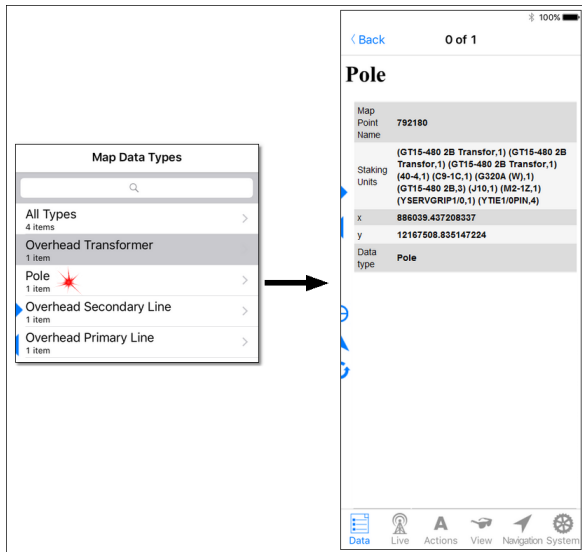 Map Data Types
All Types
4 items
Overhead Transformer
1 item
Pole
1 item
Overhead Secondary Line
1 item
Overhead Primary Line
1 item
100%
Back
0 of 1
Pole
Map
Point
Name
792180
Staking
Units
(GT15-480 2B Transfor,1) (GT15-480 2B
Transfor,1) (GT15-480 2B Transfor,1)
(40-4,1) (C9-1C,1) (G320A (W),1)
(GT15-480 2B,3) (J10,1) (M2-1Z,1)
(YSERVGRIP1/0,1) (YTIE1/0PIN,4)
x
886039.437208337
y
12167508.835147224
Data
type
Pole
Data
Live
A
Actions
View
Navigation
System